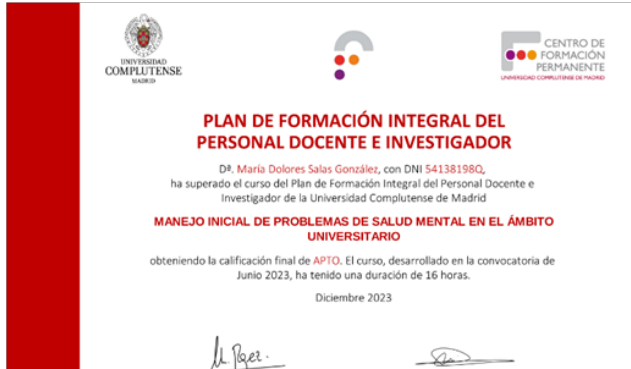 UNIVERSIDAD
COMPLUTENSE
MADRID
CENTRO DE
FORMACIÓN
PERMANENTE
UNIVERSIDAD COMPLUTENSE DE MADRID
PLAN DE FORMACIÓN INTEGRAL DEL
PERSONAL DOCENTE E INVESTIGADOR
Dª. María Dolores Salas González, con DNI 54138198Q,
ha superado el curso del Plan de Formación Integral del Personal Docente e
Investigador de la Universidad Complutense de Madrid
MANEJO INICIAL DE PROBLEMAS DE SALUD MENTAL EN EL ÁMBITO
UNIVERSITARIO
obteniendo la calificación final de APTO. El curso, desarrollado en la convocatoria de
Junio 2023, ha tenido una duración de 16 horas.
Diciembre 2023